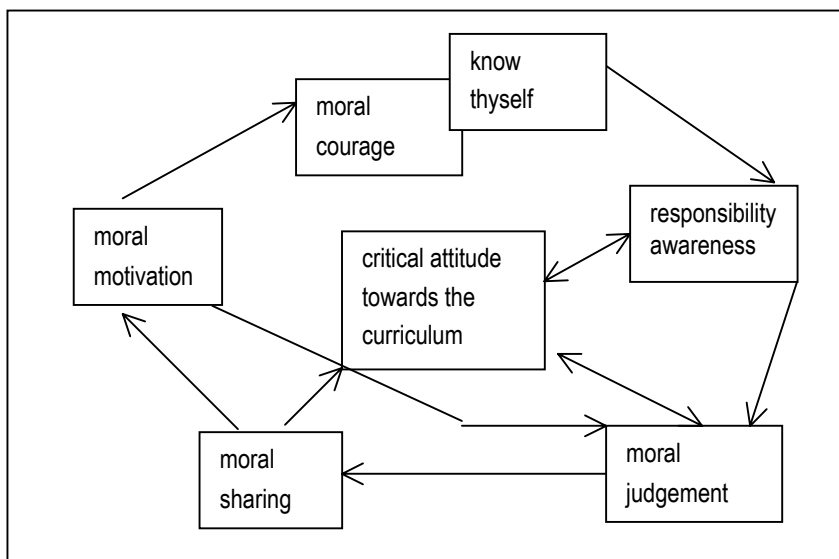 know
thyself
moral
courage
responsibility
awareness
moral
motivation
critical attitude
towards the
curriculum
moral
sharing
moral
judgement